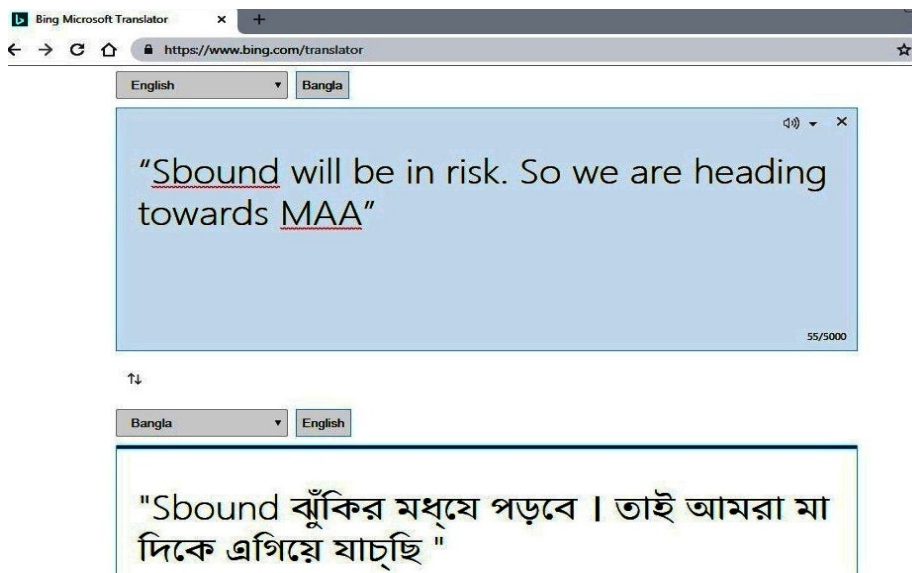 Bing Microsoft Translator
https://www.bing.com/translator
English Bangla
“Sbound will be in risk. So we are heading
towards MAA”
55/5000
Bangla English
"Sbound ঝুঁকির মধ্যে পড়বে । তাই আমরা মা
দিকে এগিয়ে যাচ্ছি "